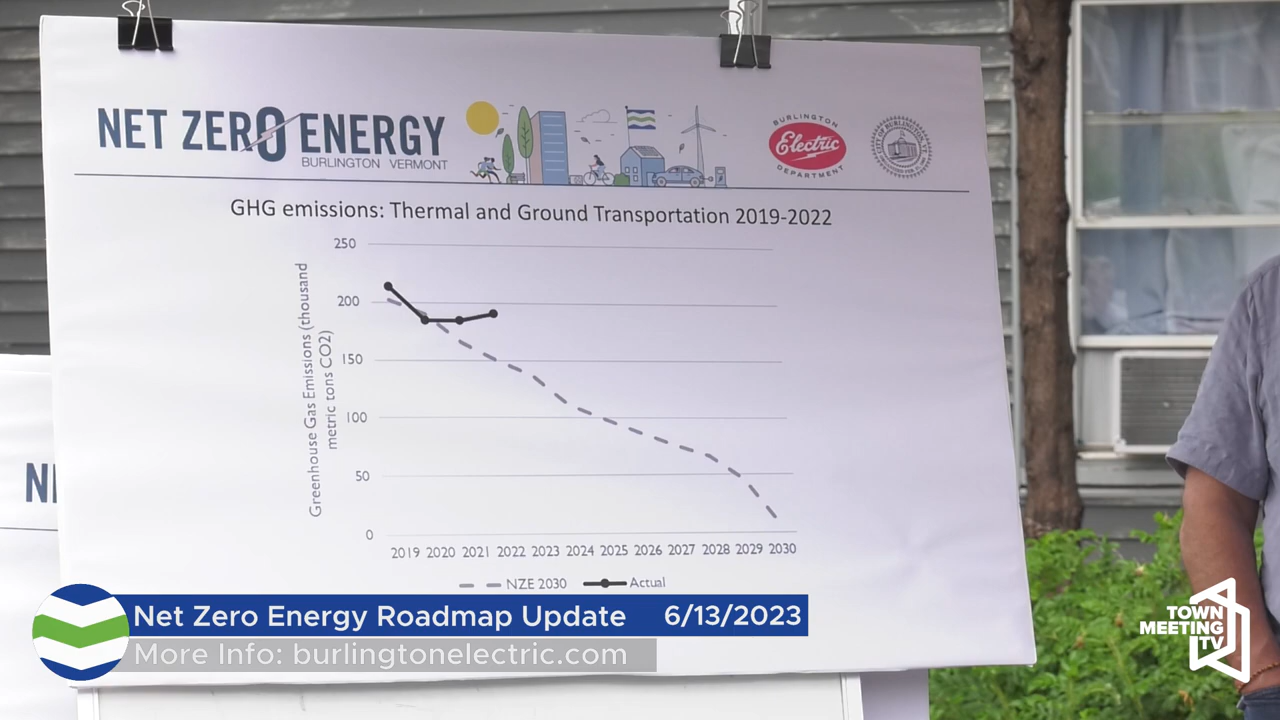 NET ZERO ENERGY
BURLINGTON VERMONT
BURLINGTON
Electric
DEPARTMENT
GHG emissions: Thermal and Ground Transportation 2019-2022
Greenhouse Gas Emissions (thousand
metric tons CO2)
250
200
150
100
50
0
2019 2020 2021 2022 2023 2024 2025 2026 2027 2028 2029 2030
NZE 2030 Actual
Net Zero Energy Roadmap Update 6/13/2023
More Info: burlingtonelectric.com
TOWN
MEETING
TV